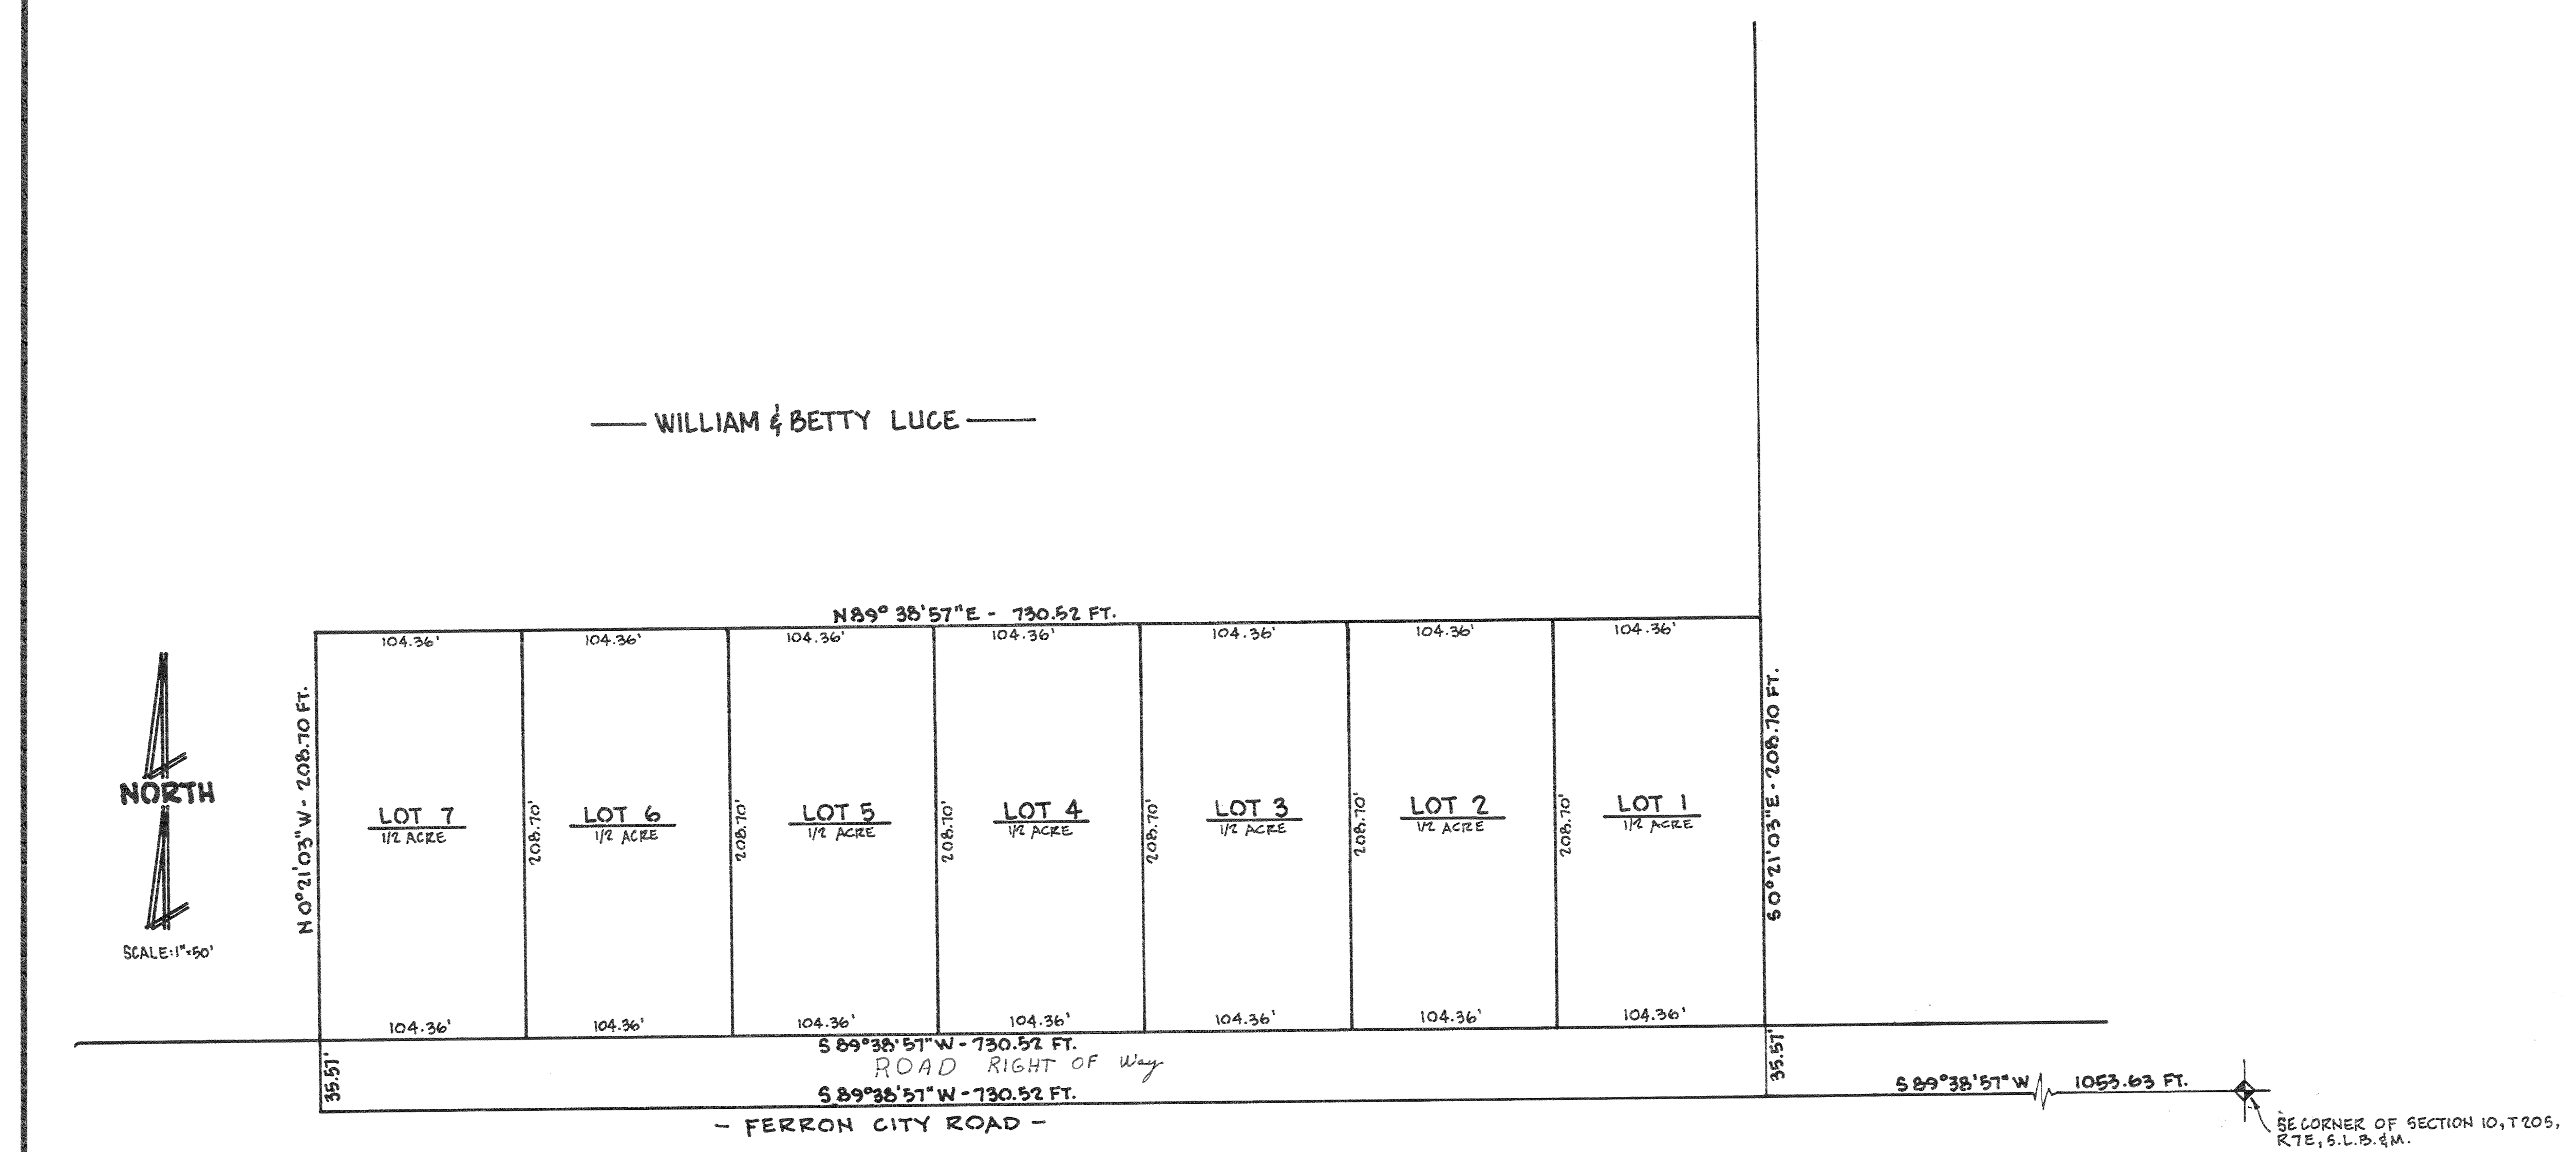 — WILLIAM & BETTY LUCE —
N 89° 38' 57" E - 730.52 FT.
104.36' 104.36' 104.36' 104.36' 104.36' 104.36' 104.36'
N 0° 21' 03" W - 208.70 FT.
S 0° 21' 03" E - 208.70 FT.
NORTH
SCALE: 1" = 50'
LOT 7 LOT 6 LOT 5 LOT 4 LOT 3 LOT 2 LOT 1
1/2 ACRE 1/2 ACRE 1/2 ACRE 1/2 ACRE 1/2 ACRE 1/2 ACRE 1/2 ACRE
208.70' 208.70' 208.70' 208.70' 208.70' 208.70'
104.36' 104.36' 104.36' 104.36' 104.36' 104.36' 104.36'
S 89° 38' 57" W - 730.52 FT.
ROAD RIGHT OF Way
35.57' 35.57'
S 89° 38' 57" W - 730.52 FT.
S 89° 38' 57" W 1053.63 FT.
- FERRON CITY ROAD -
SE CORNER OF SECTION 10, T20S,
R7E, S.L.B. & M.